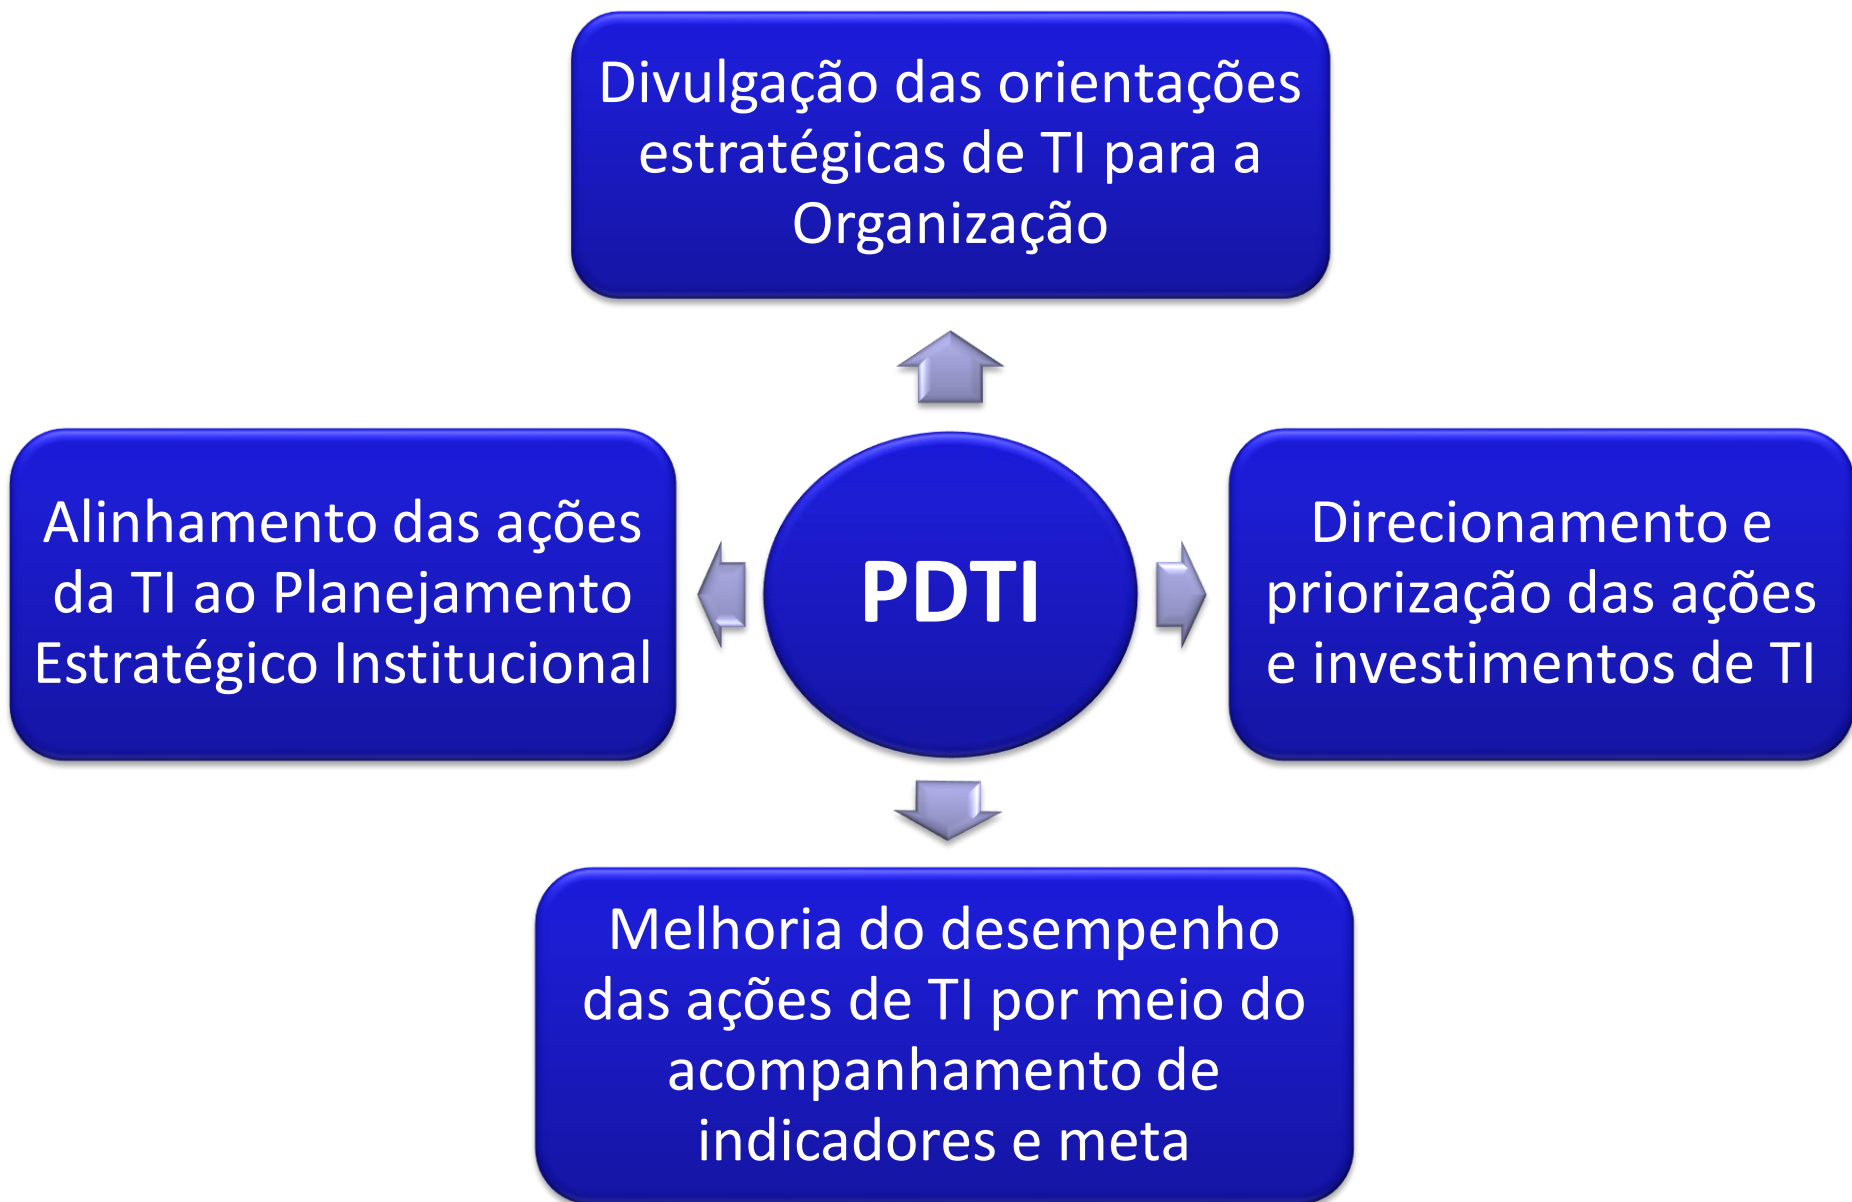 Divulgação das orientações
estratégicas de TI para a
Organização
Alinhamento das ações
da TI ao Planejamento
Estratégico Institucional
PDTI
Direcionamento e
priorização das ações
e investimentos de TI
Melhoria do desempenho
das ações de TI por meio do
acompanhamento de
indicadores e meta